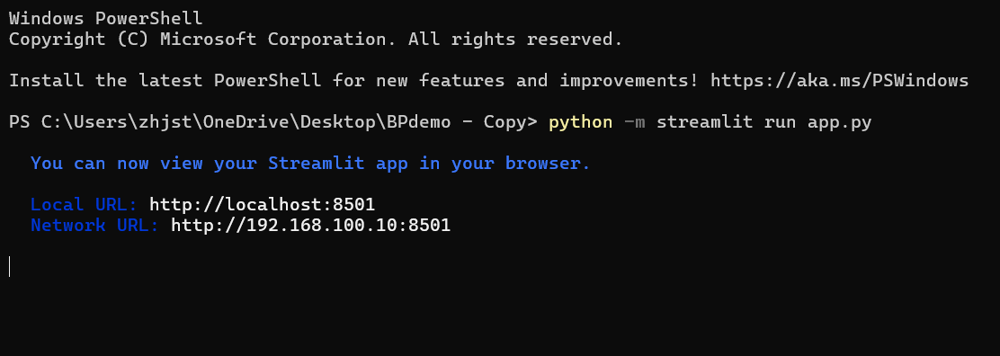 Windows PowerShell
Copyright (C) Microsoft Corporation. All rights reserved.
Install the latest PowerShell for new features and improvements! https://aka.ms/PSWindows
PS C:\Users\zhjst\OneDrive\Desktop\BPdemo - Copy> python -m streamlit run app.py
You can now view your Streamlit app in your browser.
Local URL: http://localhost:8501
Network URL: http://192.168.100.10:8501